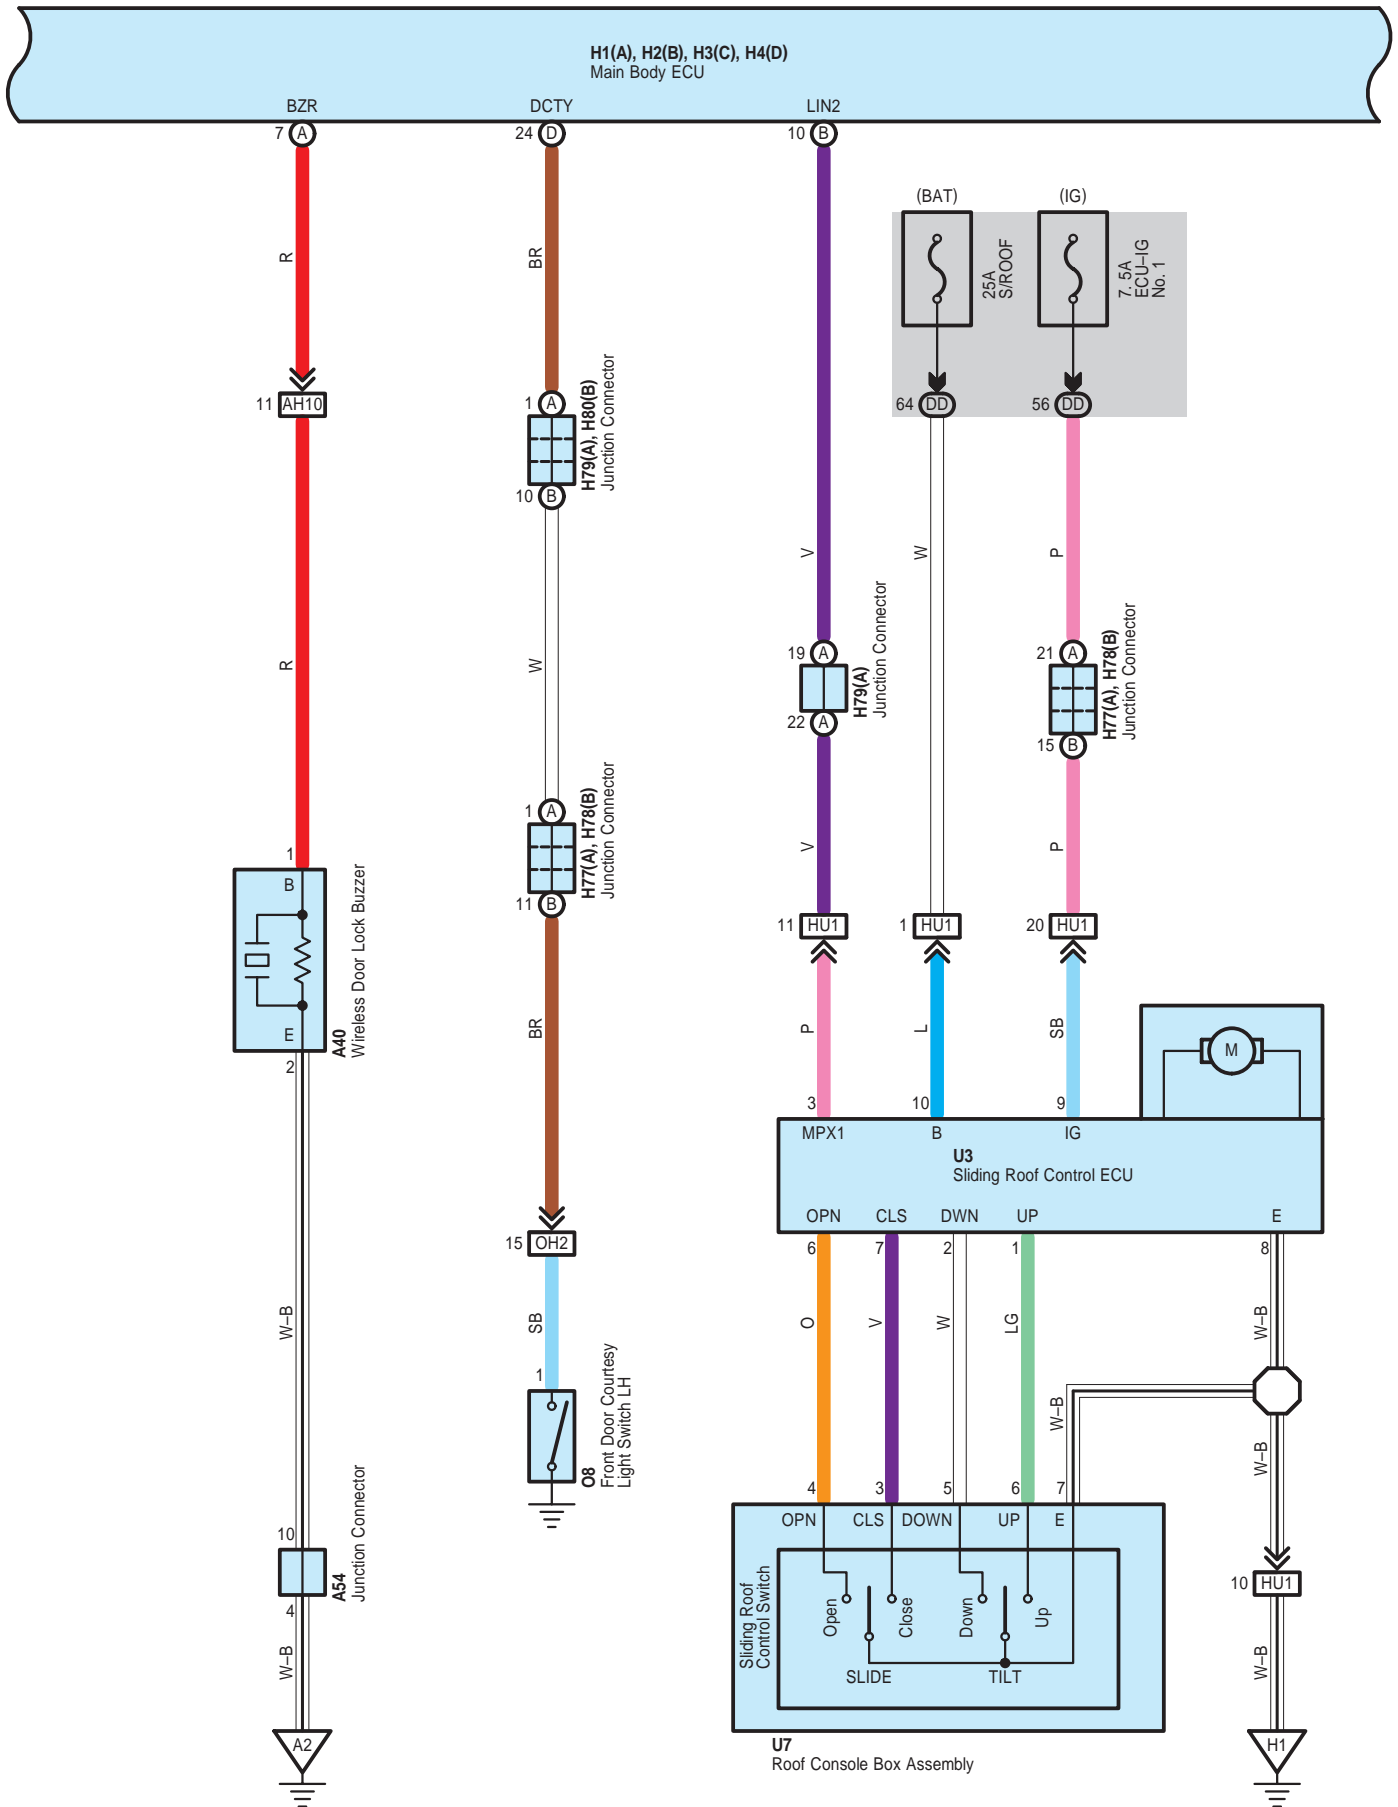 H1(A), H2(B), H3(C), H4(D)
Main Body ECU
BZR
DCTY
LIN2
7 A
24 D
10 B
(BAT)
(IG)
25A
S/ROOF
7. 5A
ECU–IG
No. 1
R
BR
64 DD
56 DD
11 AH10
1 A
H79(A), H80(B)
Junction Connector
10 B
V
W
P
R
W
19 A
H79(A)
Junction Connector
22 A
21 A
H77(A), H78(B)
Junction Connector
15 B
1 A
H77(A), H78(B)
Junction Connector
11 B
V
P
1
B
E
2
A40
Wireless Door Lock Buzzer
11 HU1
1 HU1
20 HU1
BR
P
L
SB
M
3
10
9
MPX1
B
IG
U3
Sliding Roof Control ECU
OPN
CLS
DWN
UP
E
6
7
2
1
8
15 OH2
W–B
SB
O
V
W
LG
W–B
1
O8
Front Door Courtesy
Light Switch LH
W–B
W–B
4
3
5
6
7
OPN
CLS
DOWN
UP
E
10
A54
Junction Connector
4
Sliding Roof
Control Switch
Open
Close
Down
Up
SLIDE
TILT
10 HU1
W–B
W–B
A2
U7
Roof Console Box Assembly
H1